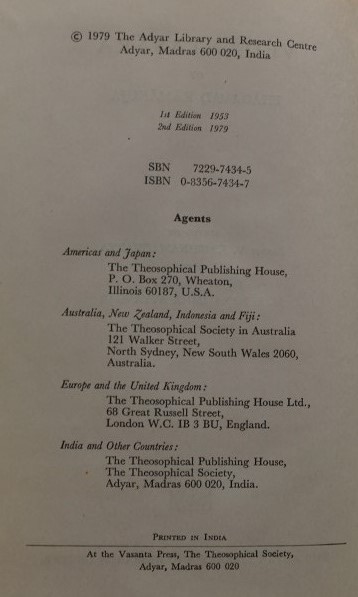 © 1979 The Adyar Library and Research Centre
Adyar, Madras 600 020, India
1st Edition 1953
2nd Edition 1979
SBN 7229-7434-5
ISBN 0-8356-7434-7
Agents
Americas and Japan:
The Theosophical Publishing House,
P. O. Box 270, Wheaton,
Illinois 60187, U.S.A.
Australia, New Zealand, Indonesia and Fiji:
The Theosophical Society in Australia
121 Walker Street,
North Sydney, New South Wales 2060,
Australia.
Europe and the United Kingdom:
The Theosophical Publishing House Ltd.,
68 Great Russell Street,
London W.C. IB 3 BU, England.
India and Other Countries:
The Theosophical Publishing House,
The Theosophical Society,
Adyar, Madras 600 020, India.
Printed in India
At the Vasanta Press, The Theosophical Society,
Adyar, Madras 600 020